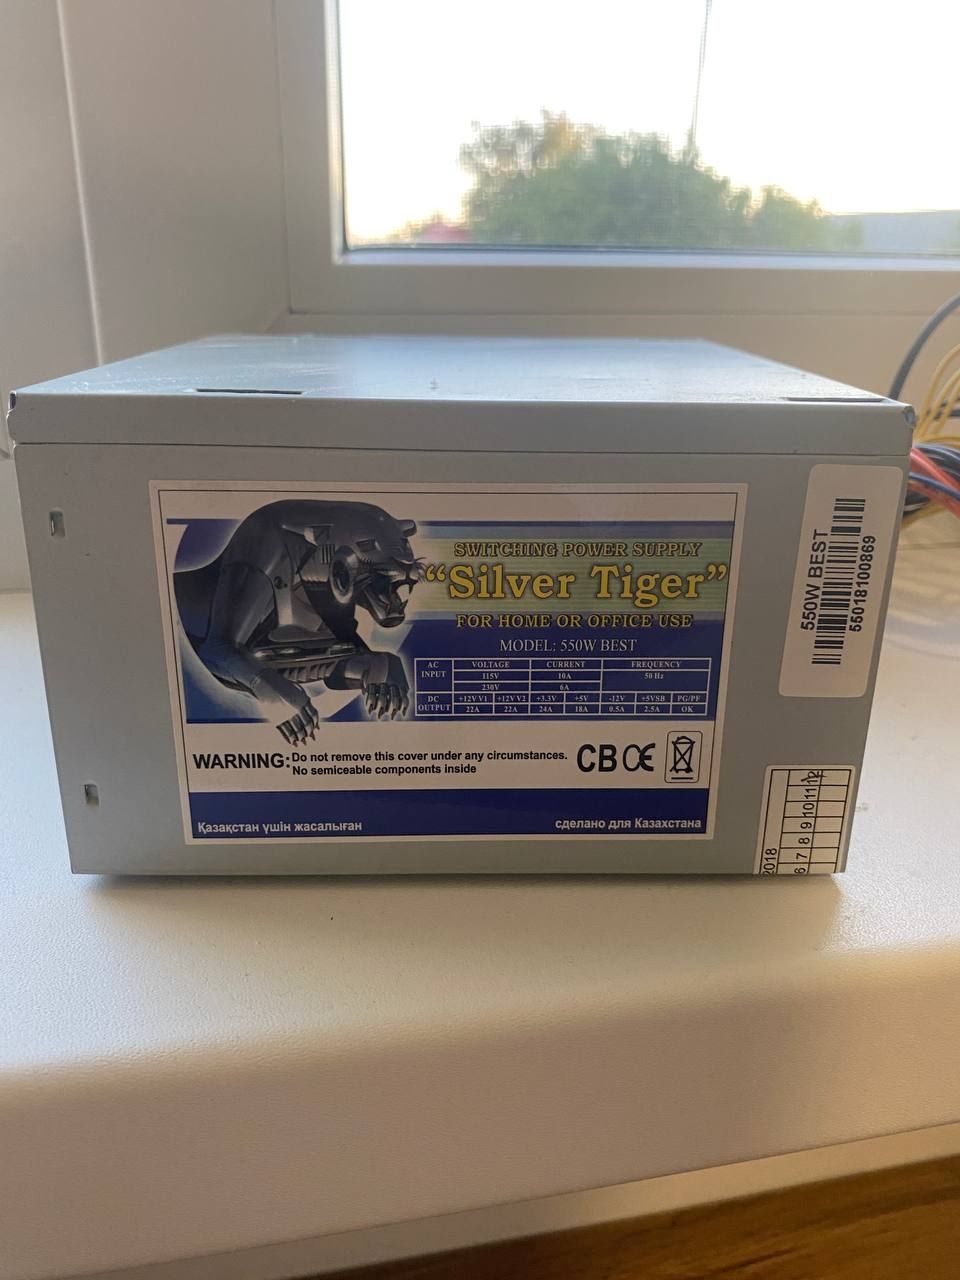 SWITCHING POWER SUPPLY
“Silver Tiger”
FOR HOME OR OFFICE USE
MODEL: 550W BEST
AC INPUT VOLTAGE CURRENT FREQUENCY
115V 10A 50 Hz
230V 6A
DC OUTPUT +12V V1 +12V V2 +3.3V +5V -12V +5VSB PG/PF
22A 22A 24A 18A 0.5A 2.5A OK
WARNING: Do not remove this cover under any circumstances.
No semiceable components inside
CB CE
Қазақстан үшін жасалыған
сделано для Казахстана
550W BEST
55018100869
2018
6 7 8 9 10 11 12